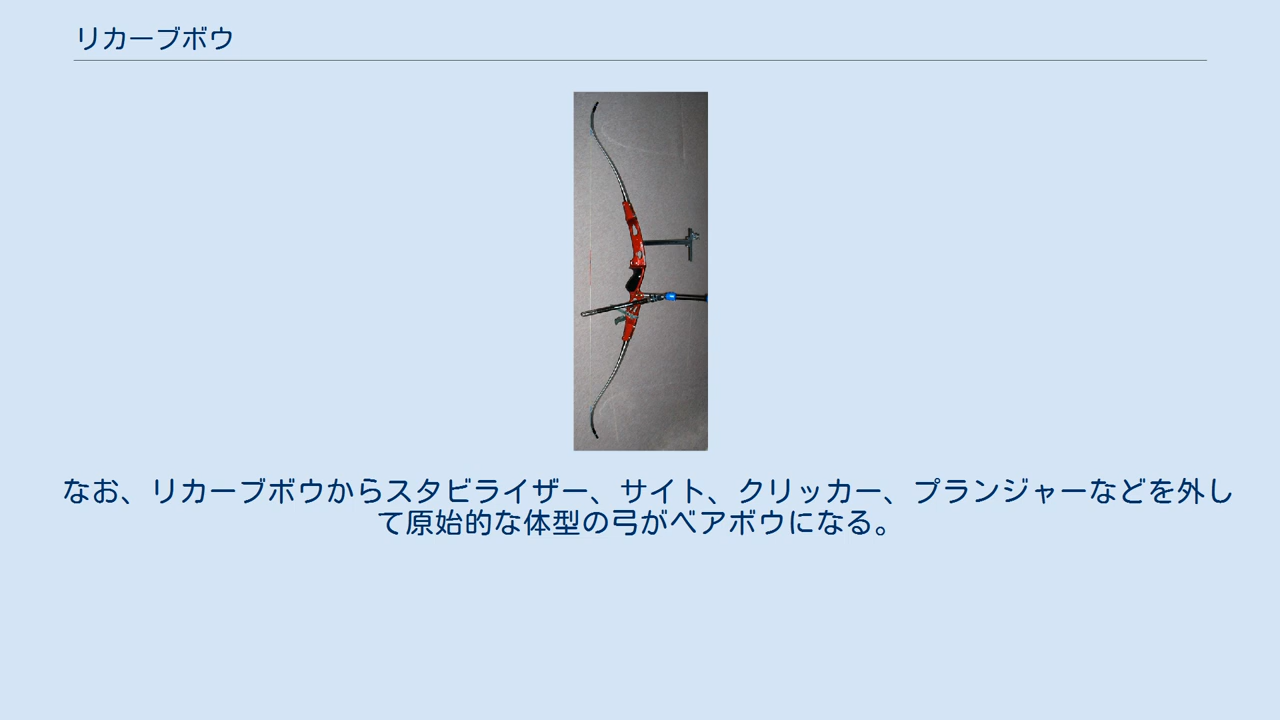 リカーブボウ
なお、リカーブボウからスタビライザー、サイト、クリッカー、プランジャーなどを外し
て原始的な体型の弓がベアボウになる。